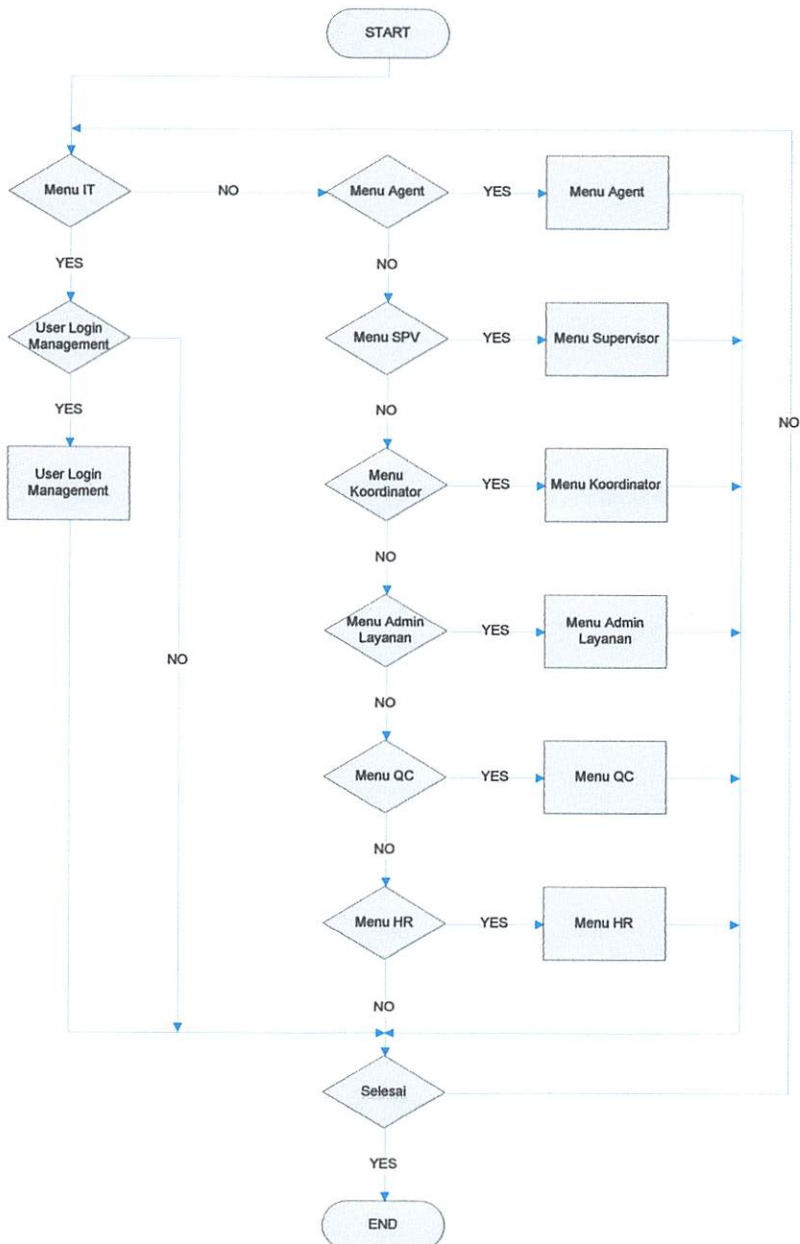 START
Menu IT
NO
Menu Agent
YES
Menu Agent
YES
NO
User Login
Management
Menu SPV
YES
Menu Supervisor
YES
NO
NO
User Login
Management
Menu
Koordinator
YES
Menu Koordinator
NO
Menu Admin
Layanan
YES
Menu Admin
Layanan
NO
NO
Menu QC
YES
Menu QC
NO
Menu HR
YES
Menu HR
NO
Selesai
YES
END